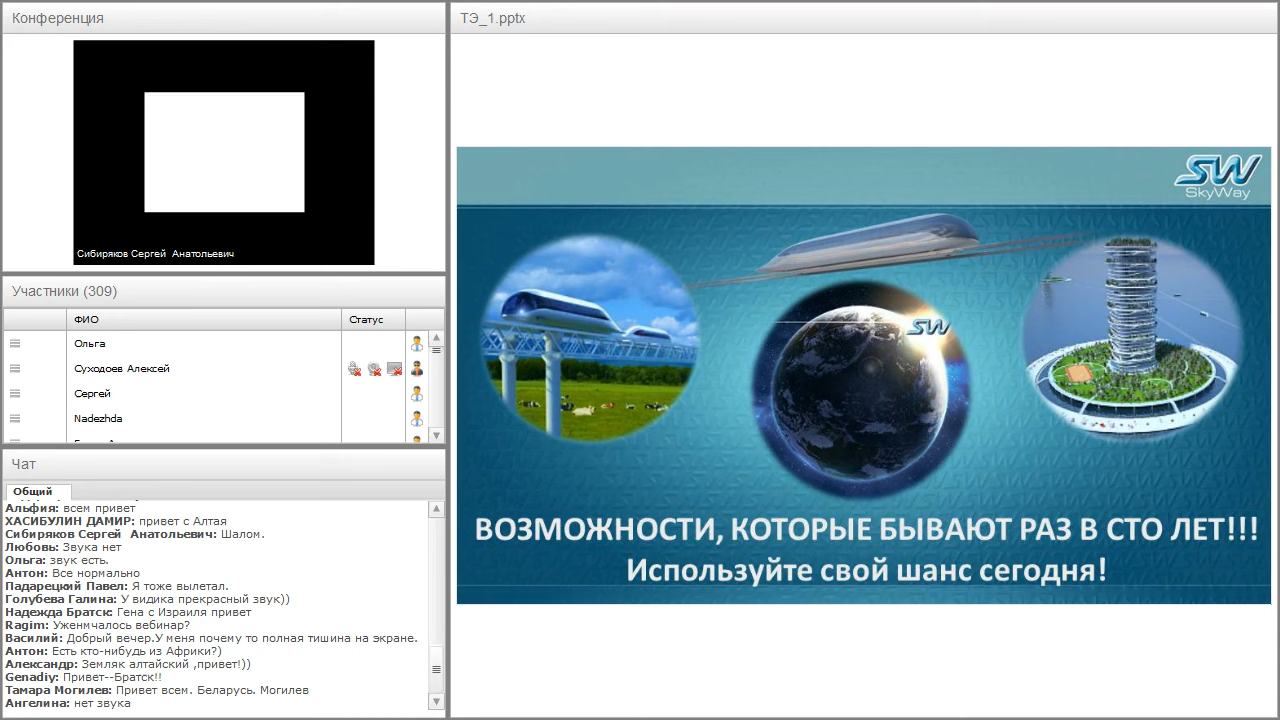 Конференция
Сибиряков Сергей  Анатольевич
Участники (309)
ФИО
Статус
Ольга
Суходоев Алексей
Сергей
Nadezhda
Чат
Общий
Альфия: всем привет
ХАСИБУЛИН ДАМИР: привет с Алтая
Сибиряков Сергей  Анатольевич: Шалом.
Любовь: Звука нет
Ольга: звук есть.
Антон: Все нормально
Падарецкий Павел: Я тоже вылетал.
Голубева Галина: У видика прекрасный звук))
Надежда Братск: Гена с Израиля привет
Ragim: Уженмчалось вебинар?
Василий: Добрый вечер.У меня почему то полная тишина на экране.
Антон: Есть кто-нибудь из Африки?)
Александр: Земляк алтайский ,привет!))
Genadiy: Привет--Братск!!
Тамара Могилев: Привет всем. Беларусь. Могилев
Ангелина: нет звука
ТЭ_1.pptx
SW
SkyWay
SW
ВОЗМОЖНОСТИ, КОТОРЫЕ БЫВАЮТ РАЗ В СТО ЛЕТ!!!
Используйте свой шанс сегодня!